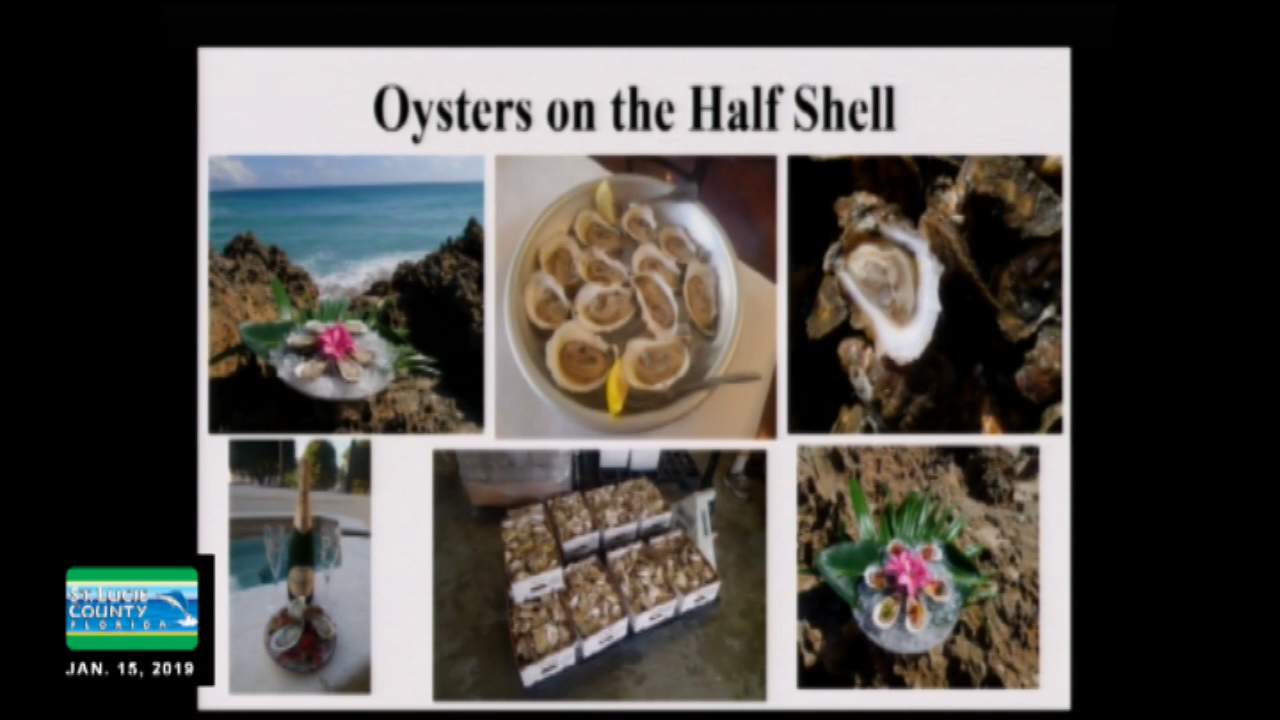 Oysters on the Half Shell
ST. LUCIE
COUNTY
FLORIDA
JAN. 15, 2019